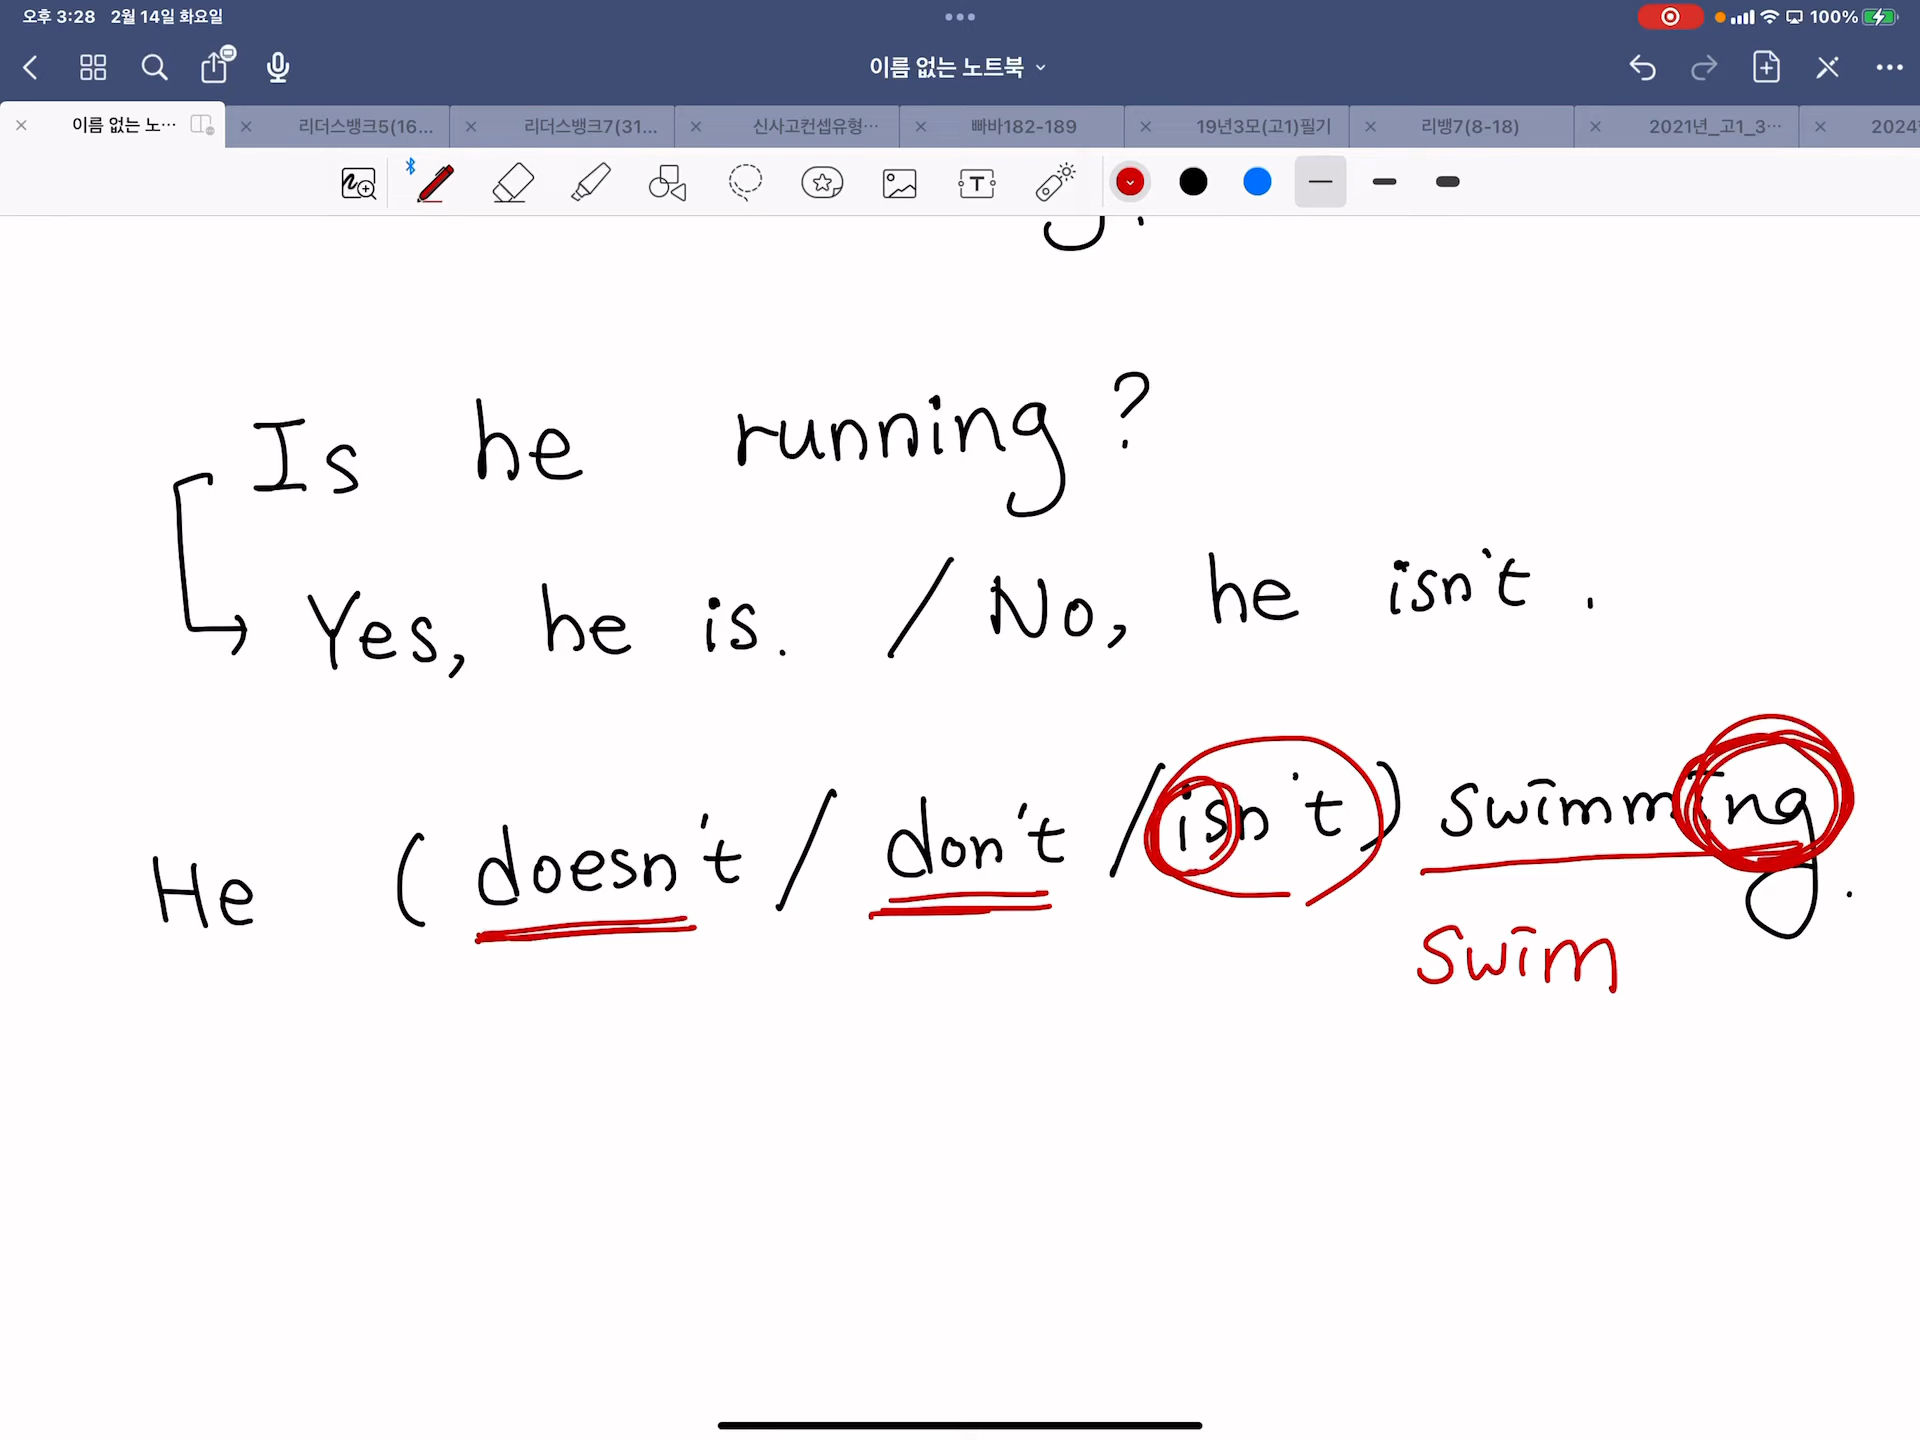 오후 3:28 2월 14일 화요일 100%
이름 없는 노트북
이름 없는 노… 리더스뱅크5(16... 리더스뱅크7(31... 신사고컨셉유형… 빠바182-189 19년3모(고1)필기 리뱅7(8-18) 2021년_고1_3… 2024
Is he running?
Yes, he is. / No, he isn't.
He (doesn't / don't / isn't) swimming.
swim